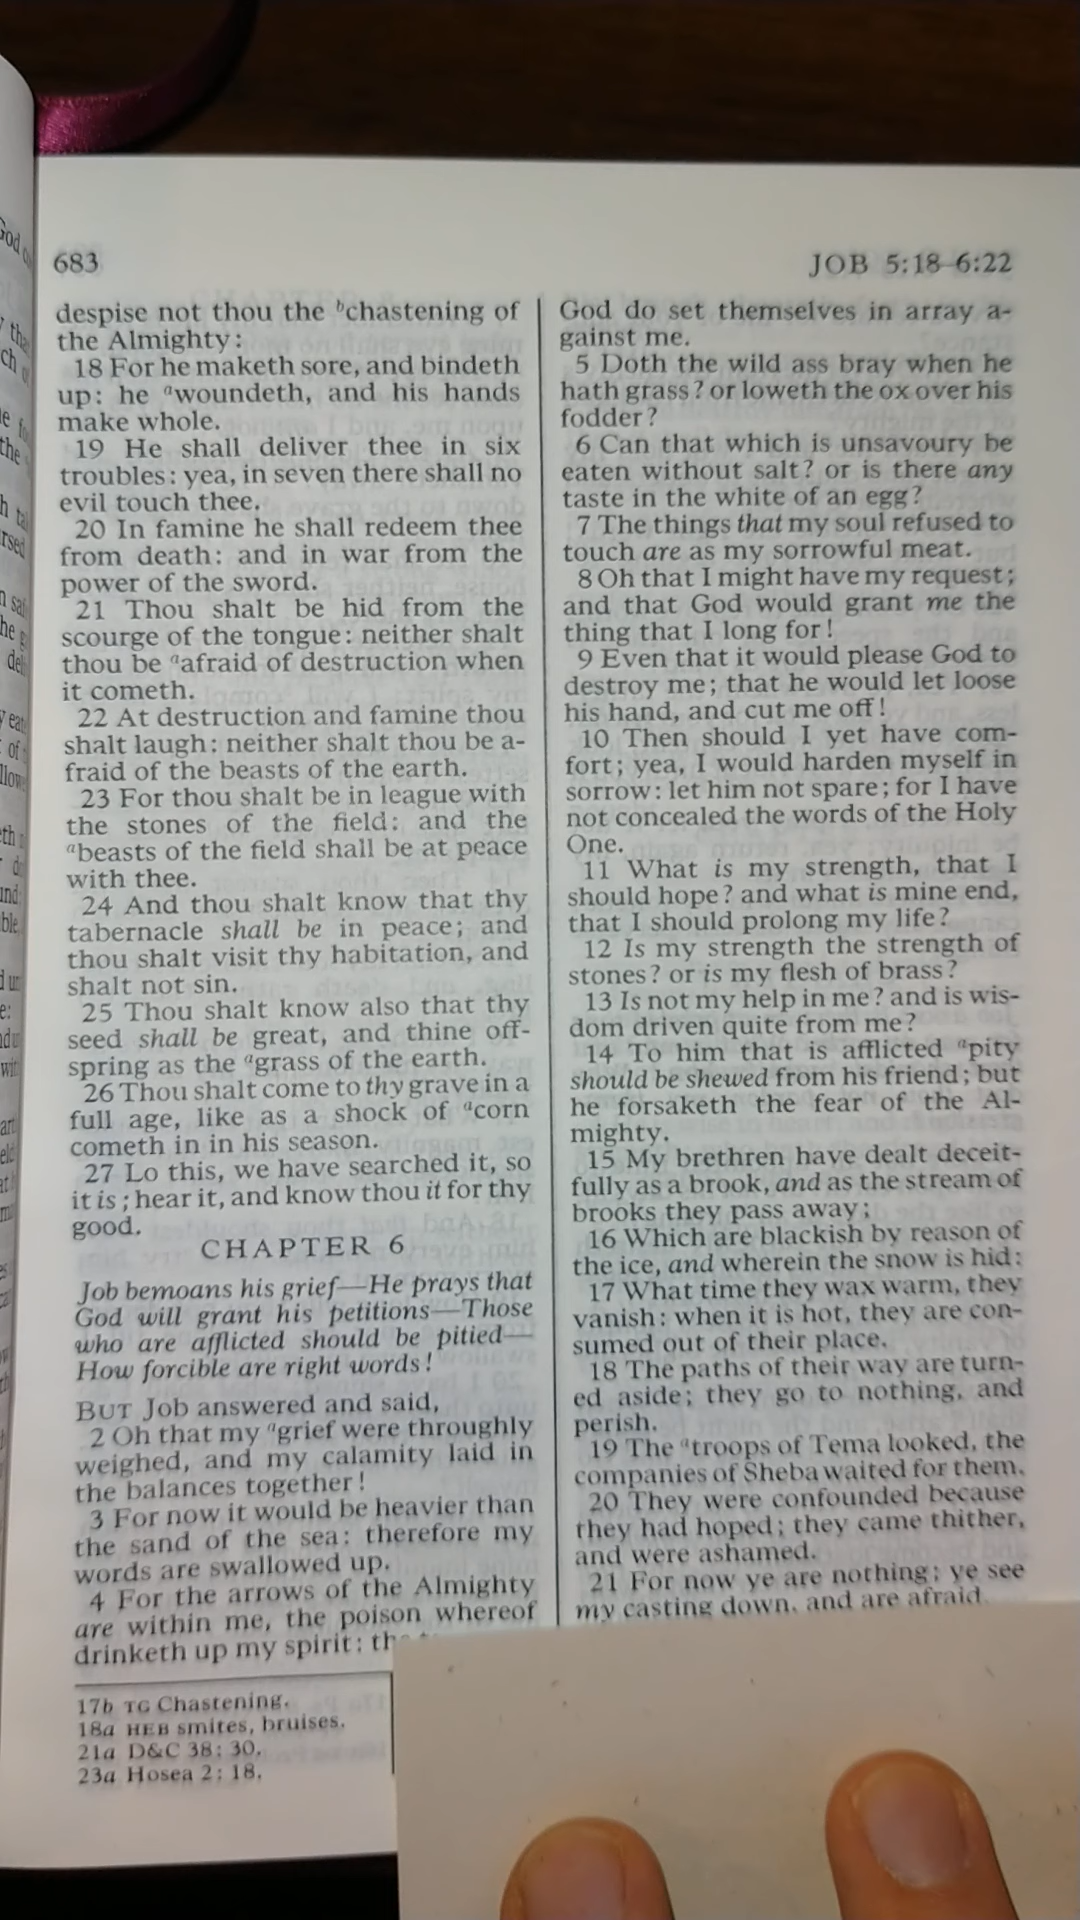 683
JOB 5:18–6:22
despise not thou the bchastening of
the Almighty:
18 For he maketh sore, and bindeth
up: he awoundeth, and his hands
make whole.
19 He shall deliver thee in six
troubles: yea, in seven there shall no
evil touch thee.
20 In famine he shall redeem thee
from death: and in war from the
power of the sword.
21 Thou shalt be hid from the
scourge of the tongue: neither shalt
thou be aafraid of destruction when
it cometh.
22 At destruction and famine thou
shalt laugh: neither shalt thou be a-
fraid of the beasts of the earth.
23 For thou shalt be in league with
the stones of the field: and the
abeasts of the field shall be at peace
with thee.
24 And thou shalt know that thy
tabernacle shall be in peace; and
thou shalt visit thy habitation, and
shalt not sin.
25 Thou shalt know also that thy
seed shall be great, and thine off-
spring as the agrass of the earth.
26 Thou shalt come to thy grave in a
full age, like as a shock of acorn
cometh in in his season.
27 Lo this, we have searched it, so
it is; hear it, and know thou it for thy
good.
CHAPTER 6
Job bemoans his grief—He prays that
God will grant his petitions—Those
who are afflicted should be pitied—
How forcible are right words!
BUT Job answered and said,
2 Oh that my agrief were throughly
weighed, and my calamity laid in
the balances together!
3 For now it would be heavier than
the sand of the sea: therefore my
words are swallowed up.
4 For the arrows of the Almighty
are within me, the poison whereof
drinketh up my spirit:
17b TG Chastening.
18a HEB smites, bruises.
21a D&C 38:30.
23a Hosea 2:18.
God do set themselves in array a-
gainst me.
5 Doth the wild ass bray when he
hath grass? or loweth the ox over his
fodder?
6 Can that which is unsavoury be
eaten without salt? or is there any
taste in the white of an egg?
7 The things that my soul refused to
touch are as my sorrowful meat.
8 Oh that I might have my request;
and that God would grant me the
thing that I long for!
9 Even that it would please God to
destroy me; that he would let loose
his hand, and cut me off!
10 Then should I yet have com-
fort; yea, I would harden myself in
sorrow: let him not spare; for I have
not concealed the words of the Holy
One.
11 What is my strength, that I
should hope? and what is mine end,
that I should prolong my life?
12 Is my strength the strength of
stones? or is my flesh of brass?
13 Is not my help in me? and is wis-
dom driven quite from me?
14 To him that is afflicted apity
should be shewed from his friend; but
he forsaketh the fear of the Al-
mighty.
15 My brethren have dealt deceit-
fully as a brook, and as the stream of
brooks they pass away;
16 Which are blackish by reason of
the ice, and wherein the snow is hid:
17 What time they wax warm, they
vanish: when it is hot, they are con-
sumed out of their place.
18 The paths of their way are turn-
ed aside; they go to nothing, and
perish.
19 The atroops of Tema looked, the
companies of Sheba waited for them.
20 They were confounded because
they had hoped; they came thither,
and were ashamed.
21 For now ye are nothing; ye see
my casting down, and are afraid.